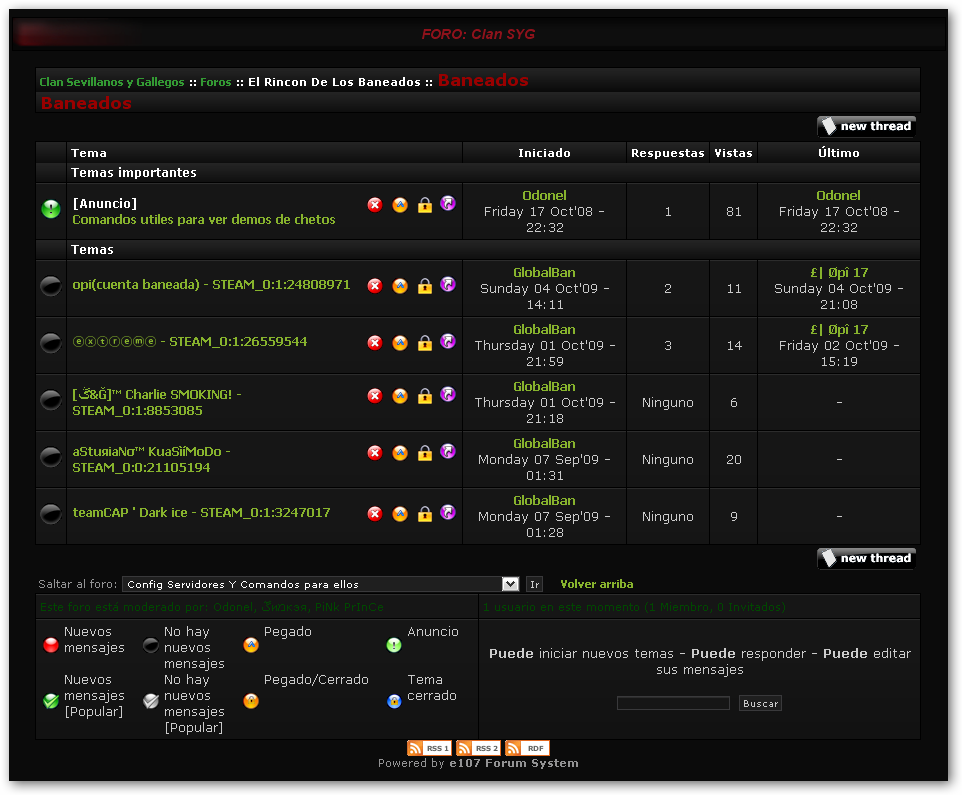 FORO: Clan SYG
Clan Sevillanos y Gallegos :: Foros :: El Rincon De Los Baneados :: Baneados
Baneados
new thread
Tema Iniciado Respuestas Vistas Último
Temas importantes
[Anuncio]
Comandos utiles para ver demos de chetos
Odonel
Friday 17 Oct'08 -
22:32
1
81
Odonel
Friday 17 Oct'08 -
22:32
Temas
opi(cuenta baneada) - STEAM_0:1:24808971
GlobalBan
Sunday 04 Oct'09 -
14:11
2
11
£| Øpî 17
Sunday 04 Oct'09 -
21:08
ⓔⓧⓣⓡⓔⓜⓔ - STEAM_0:1:26559544
GlobalBan
Thursday 01 Oct'09 -
21:59
3
14
£| Øpî 17
Friday 02 Oct'09 -
15:19
&Ğ]™ Charlie SMOKING! -
STEAM_0:1:8853085
GlobalBan
Thursday 01 Oct'09 -
21:18
Ninguno
6
-
aStuяiaNσ™ KuaSìíMoDo -
STEAM_0:0:21105194
GlobalBan
Monday 07 Sep'09 -
01:31
Ninguno
20
-
teamCAP ' Dark ice - STEAM_0:1:3247017
GlobalBan
Monday 07 Sep'09 -
01:28
Ninguno
9
-
new thread
Saltar al foro: Config Servidores Y Comandos para ellos Ir Volver arriba
Este foro está moderado por: Odonel, PiNk PrInCe
1 usuario en este momento (1 Miembro, 0 Invitados)
Nuevos
mensajes
No hay
nuevos
mensajes
Pegado
Anuncio
Nuevos
mensajes
[Popular]
No hay
nuevos
mensajes
[Popular]
Pegado/Cerrado
Tema
cerrado
Puede iniciar nuevos temas - Puede responder - Puede editar
sus mensajes
Buscar
RSS 1 RSS 2 RDF
Powered by e107 Forum System